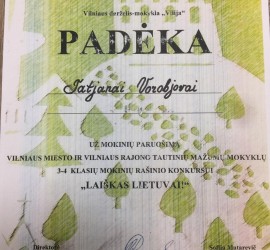 Vilniaus darželis-mokykla „Vilija"
PADĖKA
Tatjanai Vorobjovai
UŽ MOKINIŲ PARUOŠIMĄ
VILNIAUS MIESTO IR VILNIAUS RAJONO TAUTINIŲ MAŽUMŲ MOKYKLŲ
3-4 KLASIŲ MOKINIŲ RAŠINIO KONKURSUI
„LAIŠKAS LIETUVAI"
Direktorė